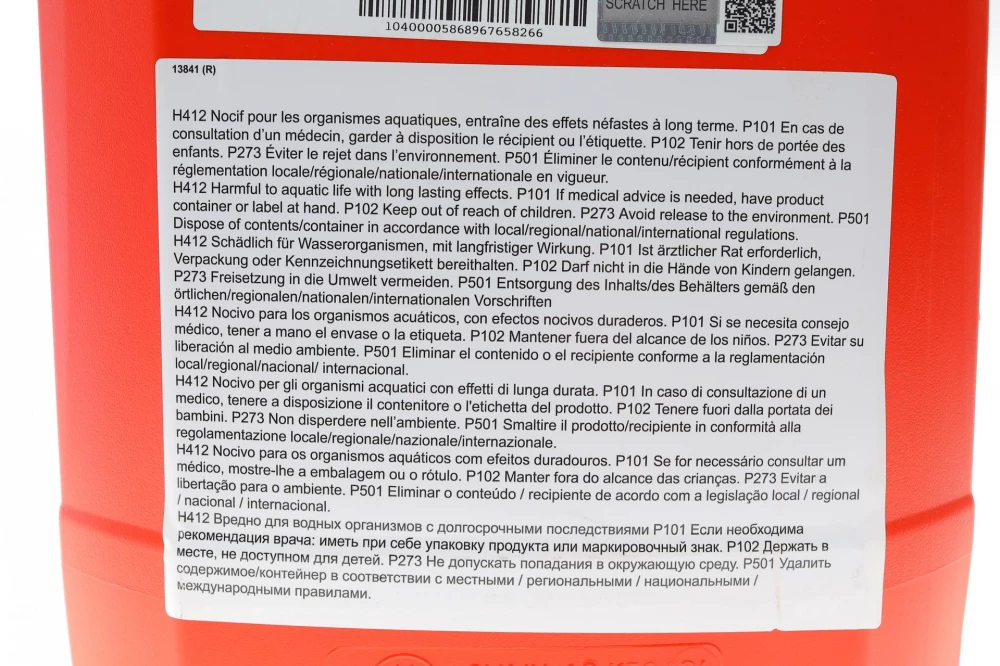 10400005868967658266
SCRATCH HERE
13841 (R)
H412 Nocif pour les organismes aquatiques, entraîne des effets néfastes à long terme. P101 En cas de
consultation d’un médecin, garder à disposition le récipient ou l’étiquette. P102 Tenir hors de portée des
enfants. P273 Éviter le rejet dans l’environnement. P501 Éliminer le contenu/récipient conformément à la
réglementation locale/régionale/nationale/internationale en vigueur.
H412 Harmful to aquatic life with long lasting effects. P101 If medical advice is needed, have product
container or label at hand. P102 Keep out of reach of children. P273 Avoid release to the environment. P501
Dispose of contents/container in accordance with local/regional/national/international regulations.
H412 Schädlich für Wasserorganismen, mit langfristiger Wirkung. P101 Ist ärztlicher Rat erforderlich,
Verpackung oder Kennzeichnungsetikett bereithalten. P102 Darf nicht in die Hände von Kindern gelangen.
P273 Freisetzung in die Umwelt vermeiden. P501 Entsorgung des Inhalts/des Behälters gemäß den
örtlichen/regionalen/nationalen/internationalen Vorschriften
H412 Nocivo para los organismos acuáticos, con efectos nocivos duraderos. P101 Si se necesita consejo
médico, tener a mano el envase o la etiqueta. P102 Mantener fuera del alcance de los niños. P273 Evitar su
liberación al medio ambiente. P501 Eliminar el contenido o el recipiente conforme a la reglamentación
local/regional/nacional/ internacional.
H412 Nocivo per gli organismi acquatici con effetti di lunga durata. P101 In caso di consultazione di un
medico, tenere a disposizione il contenitore o l'etichetta del prodotto. P102 Tenere fuori dalla portata dei
bambini. P273 Non disperdere nell’ambiente. P501 Smaltire il prodotto/recipiente in conformità alla
regolamentazione locale/regionale/nazionale/internazionale.
H412 Nocivo para os organismos aquáticos com efeitos duradouros. P101 Se for necessário consultar um
médico, mostre-lhe a embalagem ou o rótulo. P102 Manter fora do alcance das crianças. P273 Evitar a
libertação para o ambiente. P501 Eliminar o conteúdo / recipiente de acordo com a legislação local / regional
/ nacional / internacional.
H412 Вредно для водных организмов с долгосрочными последствиями P101 Если необходима
рекомендация врача: иметь при себе упаковку продукта или маркировочный знак. P102 Держать в
месте, не доступном для детей. P273 Не допускать попадания в окружающую среду. P501 Удалить
содержимое/контейнер в соответствии с местными / региональными / национальными /
международными правилами.